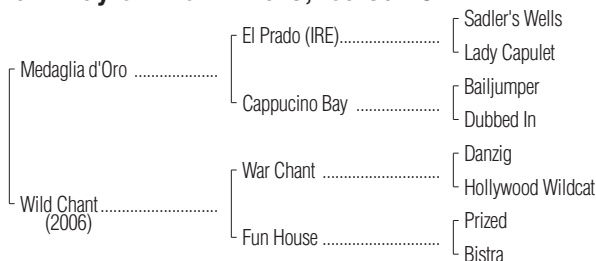 Sadler's Wells
El Prado (IRE)....................
Lady Capulet
Medaglia d'Oro ....................
Bailjumper
Cappucino Bay ....................
Dubbed In
Danzig
War Chant ............................
Hollywood Wildcat
Wild Chant............................
(2006)
Prized
Fun House ............................
Bistra